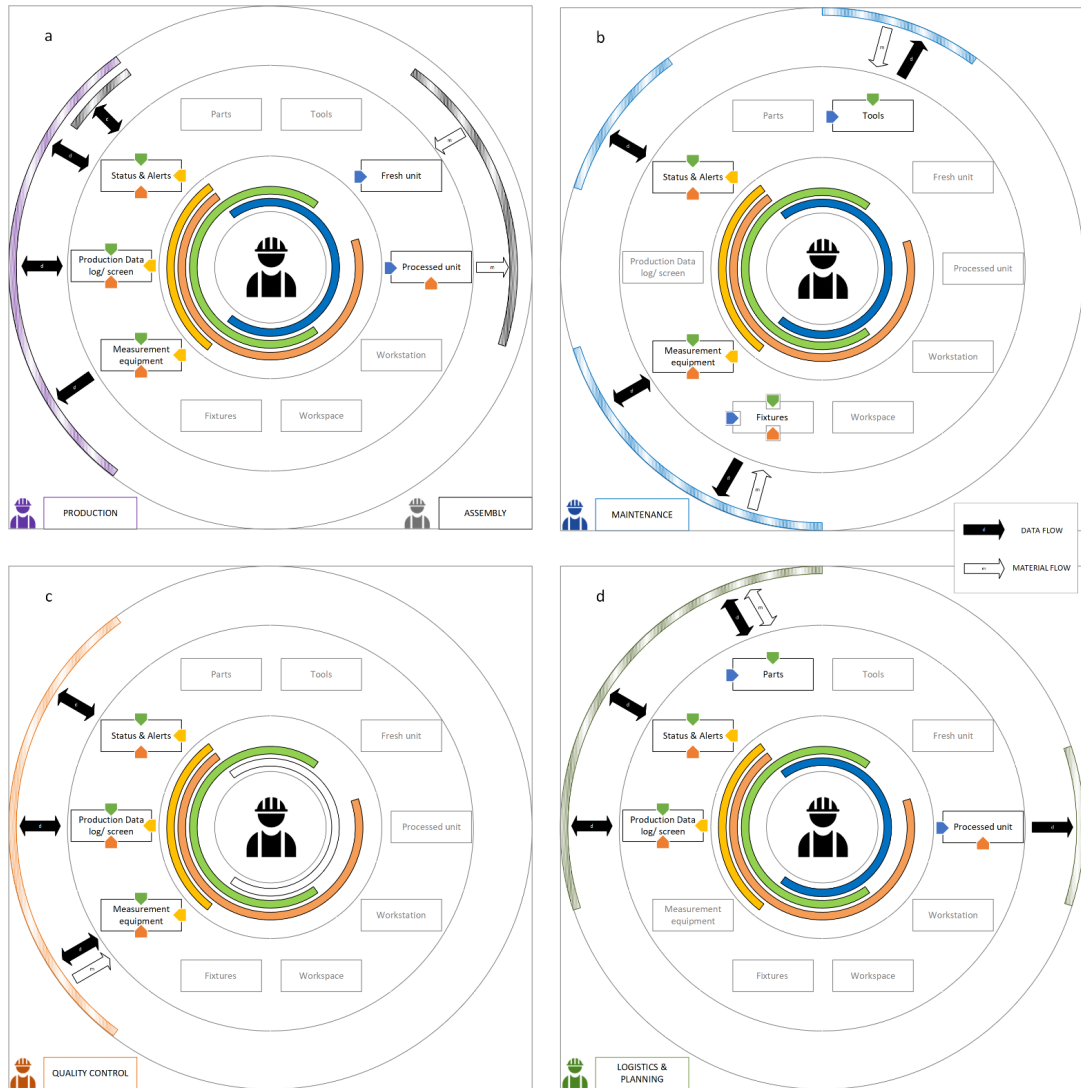 a
Parts
Tools
Status & Alerts
Fresh unit
m
d
Production Data
log/ screen
Processed unit
m
Measurement
equipment
Workstation
d
Fixtures
Workspace
PRODUCTION
ASSEMBLY
b
m
d
Parts
Tools
d
Status & Alerts
Fresh unit
Production Data
log/ screen
Processed unit
Measurement
equipment
Workstation
d
Fixtures
Workspace
d
m
MAINTENANCE
d
DATA FLOW
m
MATERIAL FLOW
c
Parts
Tools
Status & Alerts
Fresh unit
d
Production Data
log/ screen
Processed unit
Measurement
equipment
Workstation
d
m
Fixtures
Workspace
QUALITY CONTROL
d
d
m
Parts
Tools
d
Status & Alerts
Fresh unit
d
Production Data
log/ screen
Processed unit
d
Measurement
equipment
Workstation
Fixtures
Workspace
LOGISTICS &
PLANNING